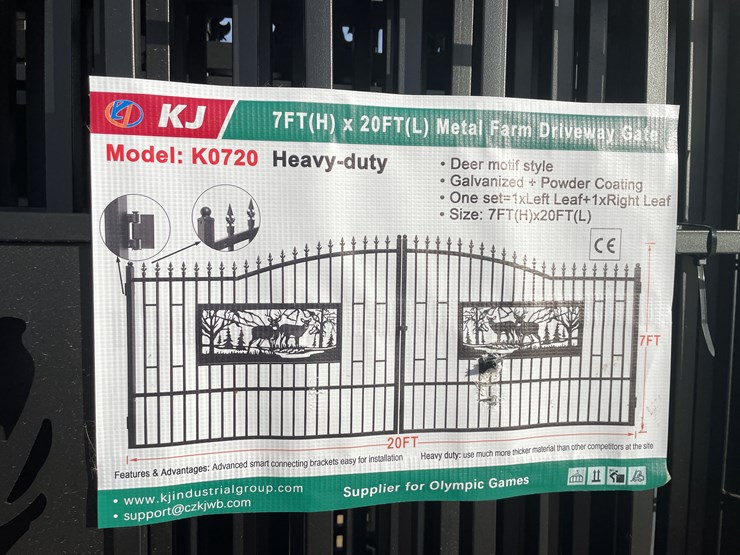 KJ
7FT(H) x 20FT(L) Metal Farm Driveway Gate
Model: K0720 Heavy-duty
• Deer motif style
• Galvanized + Powder Coating
• One set=1xLeft Leaf+1xRight Leaf
• Size: 7FT(H)x20FT(L)
CE
7FT
20FT
Features & Advantages: Advanced smart connecting brackets easy for installation
Heavy duty: use much more thicker material than other competitors at the site
• www.kjindustrialgroup.com
• support@czkjwb.com
Supplier for Olympic Games